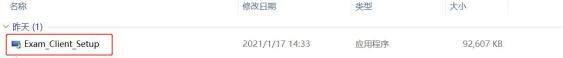 名称 修改日期 类型 大小
昨天 (1)
Exam_Client_Setup 2021/1/17 14:33 应用程序 92,607 KB